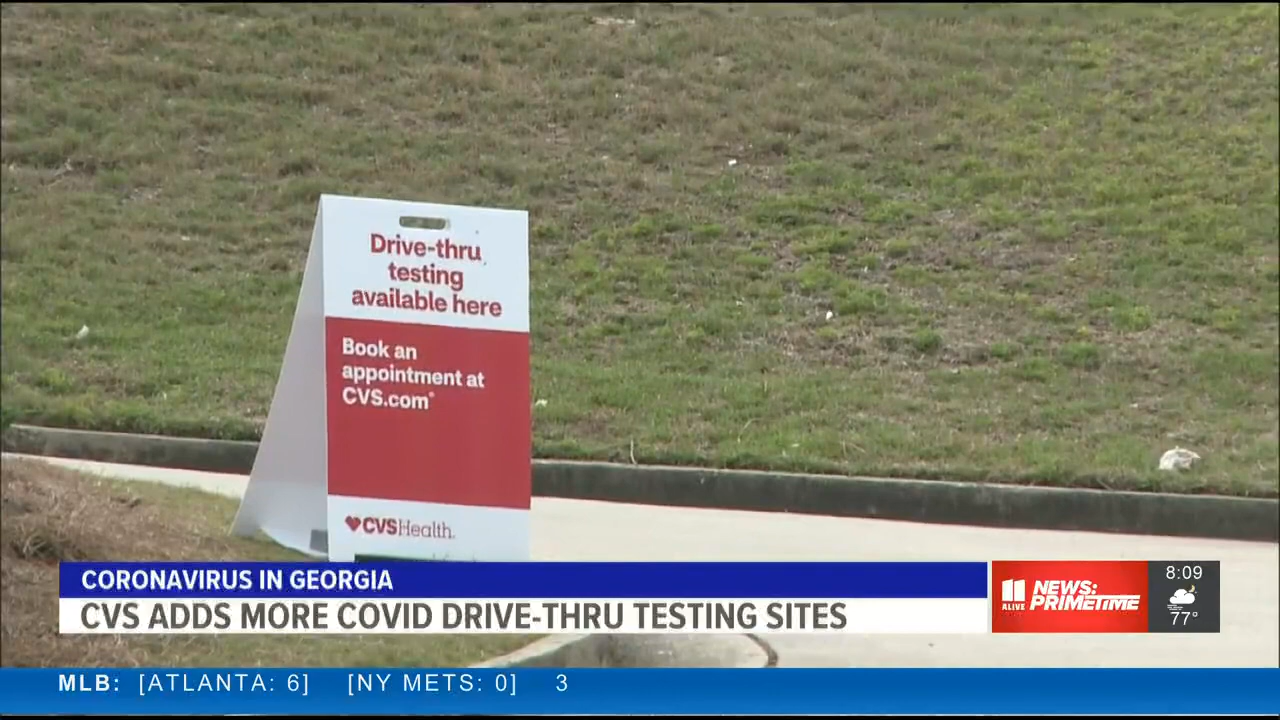 Drive-thru
testing
available here
Book an
appointment at
CVS.com®
CVSHealth.
CORONAVIRUS IN GEORGIA
CVS ADDS MORE COVID DRIVE-THRU TESTING SITES
11
ALIVE
NEWS:
PRIMETIME
8:09
77°
MLB: [ATLANTA: 6] [NY METS: 0] 3